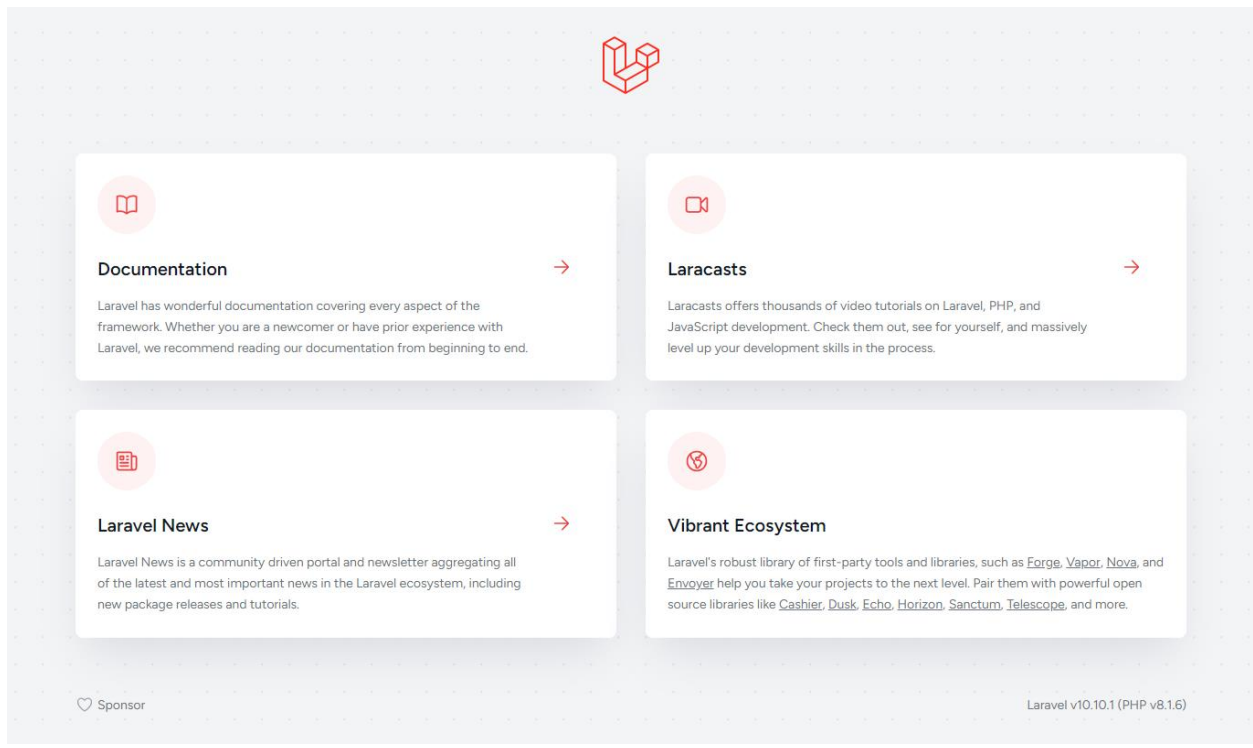 Documentation
Laravel has wonderful documentation covering every aspect of the
framework. Whether you are a newcomer or have prior experience with
Laravel, we recommend reading our documentation from beginning to end.
Laracasts
Laracasts offers thousands of video tutorials on Laravel, PHP, and
JavaScript development. Check them out, see for yourself, and massively
level up your development skills in the process.
Laravel News
Laravel News is a community driven portal and newsletter aggregating all
of the latest and most important news in the Laravel ecosystem, including
new package releases and tutorials.
Vibrant Ecosystem
Laravel's robust library of first-party tools and libraries, such as Forge, Vapor, Nova, and
Envoyer help you take your projects to the next level. Pair them with powerful open
source libraries like Cashier, Dusk, Echo, Horizon, Sanctum, Telescope, and more.
Sponsor
Laravel v10.10.1 (PHP v8.1.6)